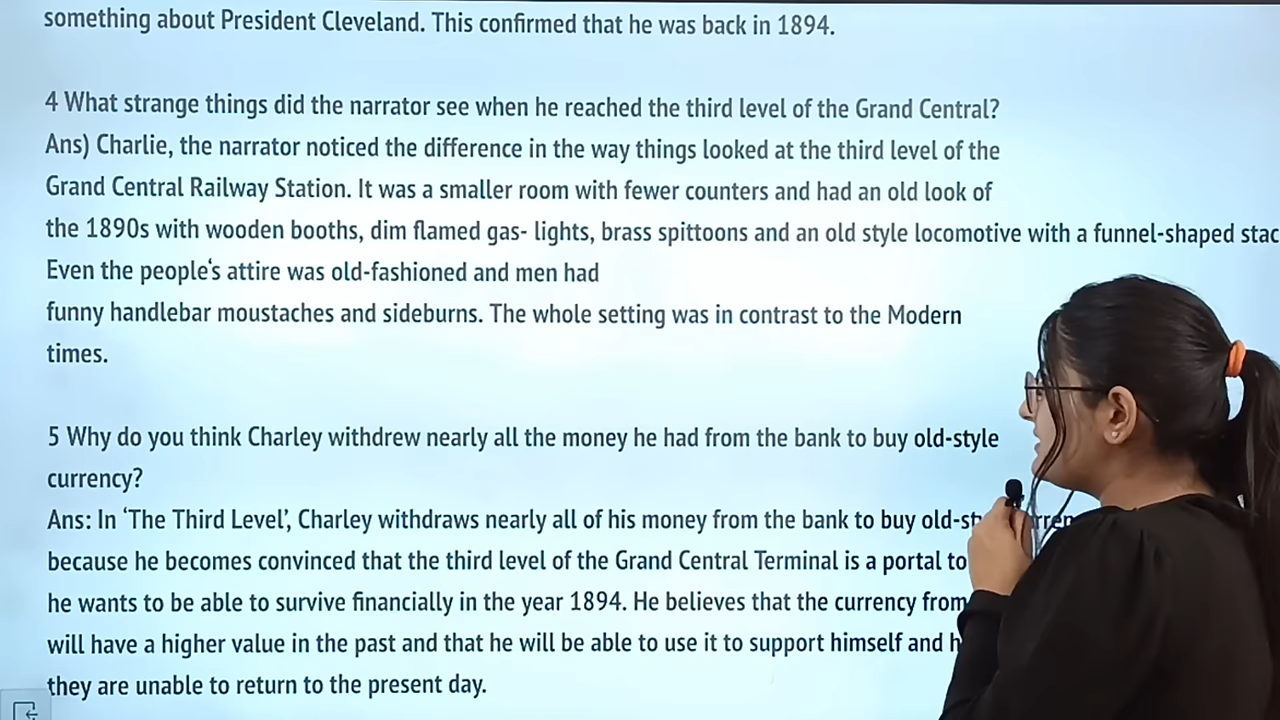 something about President Cleveland. This confirmed that he was back in 1894.
4 What strange things did the narrator see when he reached the third level of the Grand Central?
Ans) Charlie, the narrator noticed the difference in the way things looked at the third level of the
Grand Central Railway Station. It was a smaller room with fewer counters and had an old look of
the 1890s with wooden booths, dim flamed gas- lights, brass spittoons and an old style locomotive with a funnel-shaped
Even the people's attire was old-fashioned and men had
funny handlebar moustaches and sideburns. The whole setting was in contrast to the Modern
times.
5 Why do you think Charley withdrew nearly all the money he had from the bank to buy old-style
currency?
Ans: In 'The Third Level', Charley withdraws nearly all of his money from the bank to buy
because he becomes convinced that the third level of the Grand Central Terminal is a portal to
he wants to be able to survive financially in the year 1894. He believes that the currency from
will have a higher value in the past and that he will be able to use it to support himself and
they are unable to return to the present day.